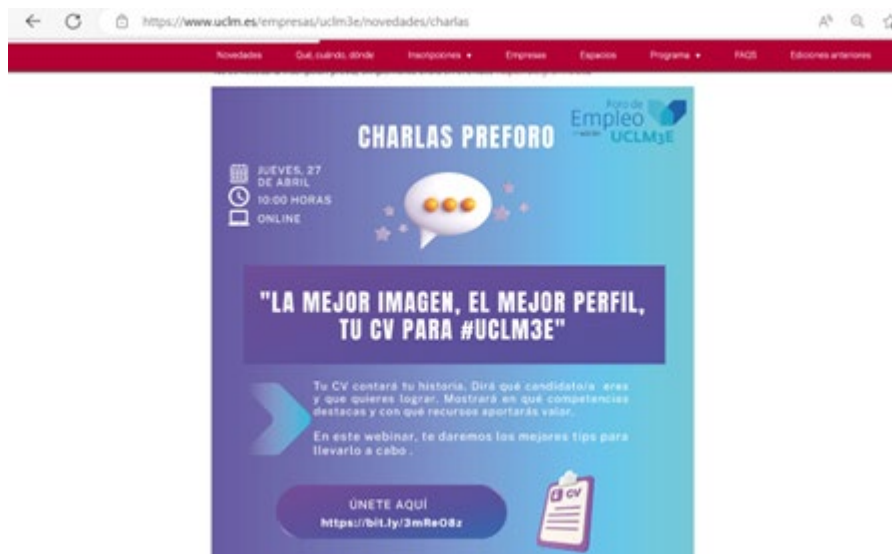 https://www.uclm.es/empresas/uclm3e/novedades/charlas
Novedades Qué, cuándo, dónde Inscripciones Empresas Espacios Programa FAQS Ediciones anteriores
Foro de
Empleo
UCLM3E
CHARLAS PREFORO
JUEVES, 27
DE ABRIL
10:00 HORAS
ONLINE
"LA MEJOR IMAGEN, EL MEJOR PERFIL,
TU CV PARA #UCLM3E"
Tu CV contará tu historia. Dirá qué candidato/a eres
y que quieres lograr. Mostrará en qué competencias
destacas y con qué recursos aportarás valor.
En este webinar, te daremos los mejores tips para
llevarlo a cabo .
CV
ÚNETE AQUÍ
https://bit.ly/3mReO8z